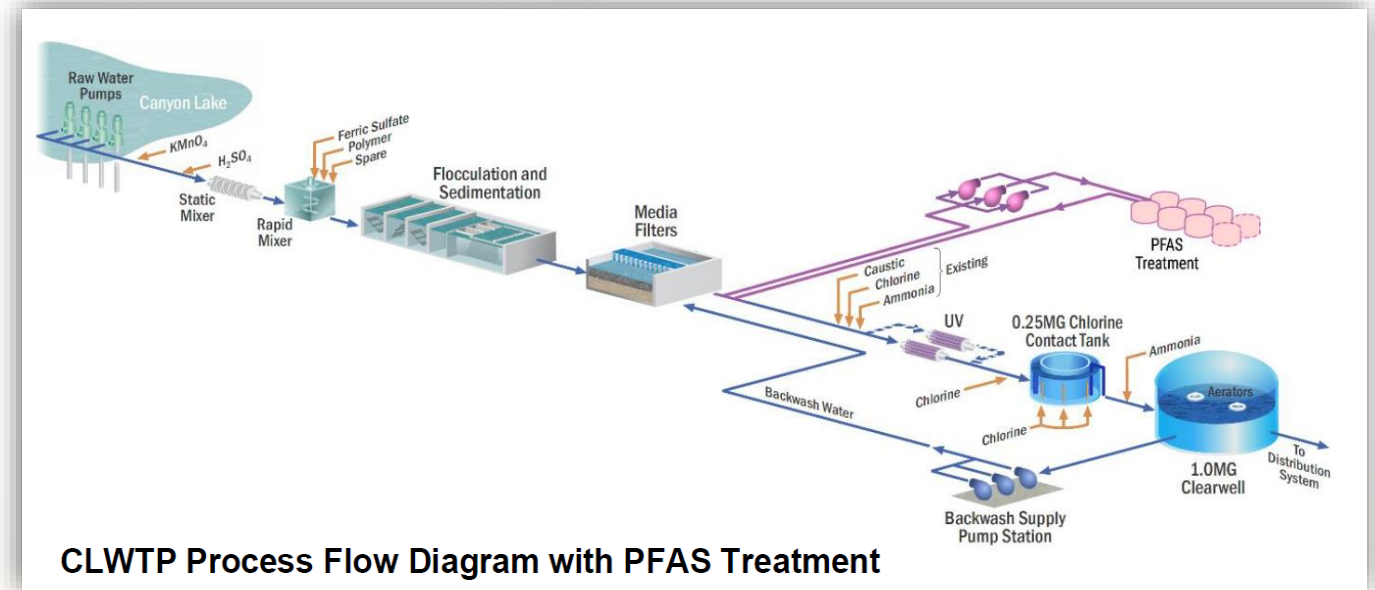 Raw Water
Pumps
Canyon Lake
KMnO₄
H₂SO₄
Static
Mixer
Ferric Sulfate
Polymer
Spare
Rapid
Mixer
Flocculation and
Sedimentation
Media
Filters
PFAS
Treatment
Caustic
Chlorine
Ammonia
Existing
UV
0.25MG Chlorine
Contact Tank
Ammonia
Chlorine
Chlorine
Aerators
Backwash Water
To
Distribution
System
1.0MG
Clearwell
Backwash Supply
Pump Station
CLWTP Process Flow Diagram with PFAS Treatment